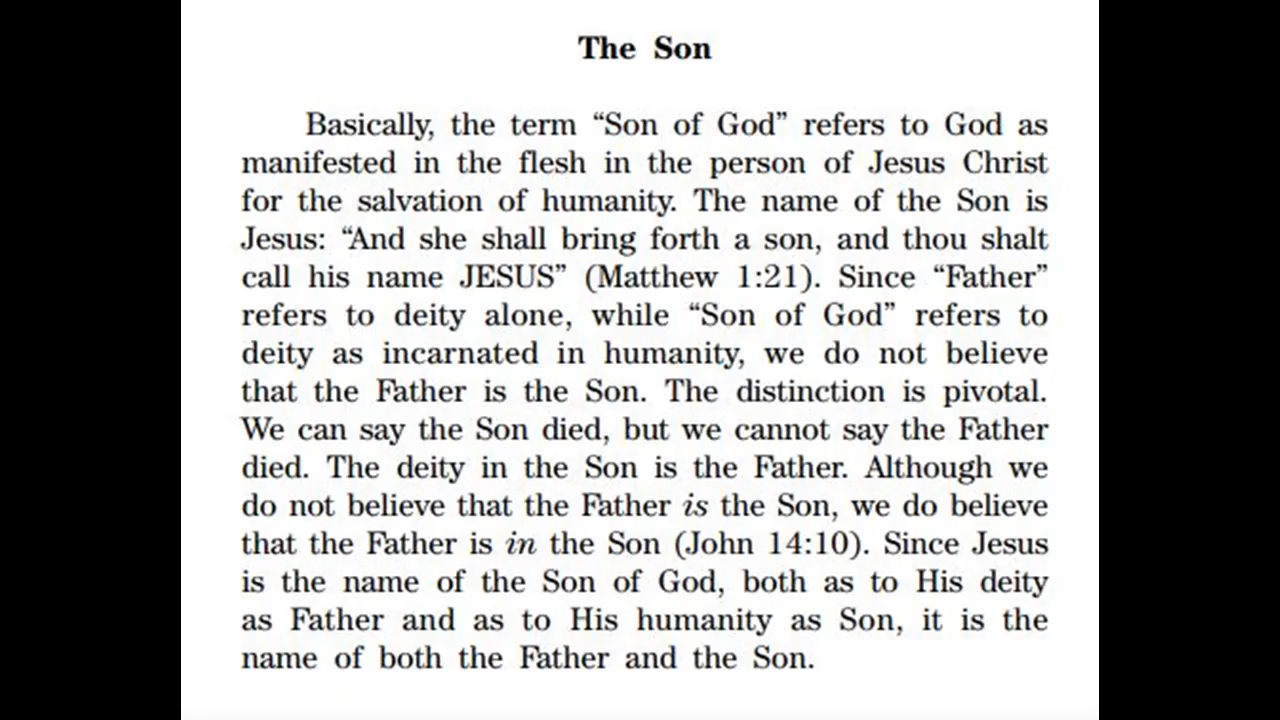 The Son
Basically, the term “Son of God” refers to God as
manifested in the flesh in the person of Jesus Christ
for the salvation of humanity. The name of the Son is
Jesus: “And she shall bring forth a son, and thou shalt
call his name JESUS” (Matthew 1:21). Since “Father”
refers to deity alone, while “Son of God” refers to
deity as incarnated in humanity, we do not believe
that the Father is the Son. The distinction is pivotal.
We can say the Son died, but we cannot say the Father
died. The deity in the Son is the Father. Although we
do not believe that the Father is the Son, we do believe
that the Father is in the Son (John 14:10). Since Jesus
is the name of the Son of God, both as to His deity
as Father and as to His humanity as Son, it is the
name of both the Father and the Son.